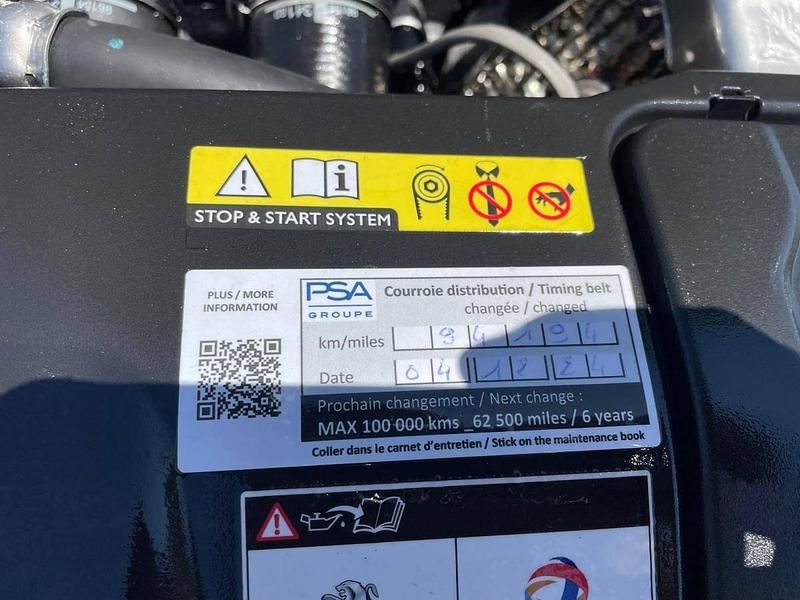 STOP & START SYSTEM
PLUS / MORE
INFORMATION
PSA
GROUPE
Courroie distribution / Timing belt
changée / changed
km/miles 94 194
Date 04 12 24
Prochain changement / Next change :
MAX 100 000 kms _62 500 miles / 6 years
Coller dans le carnet d'entretien / Stick on the maintenance book